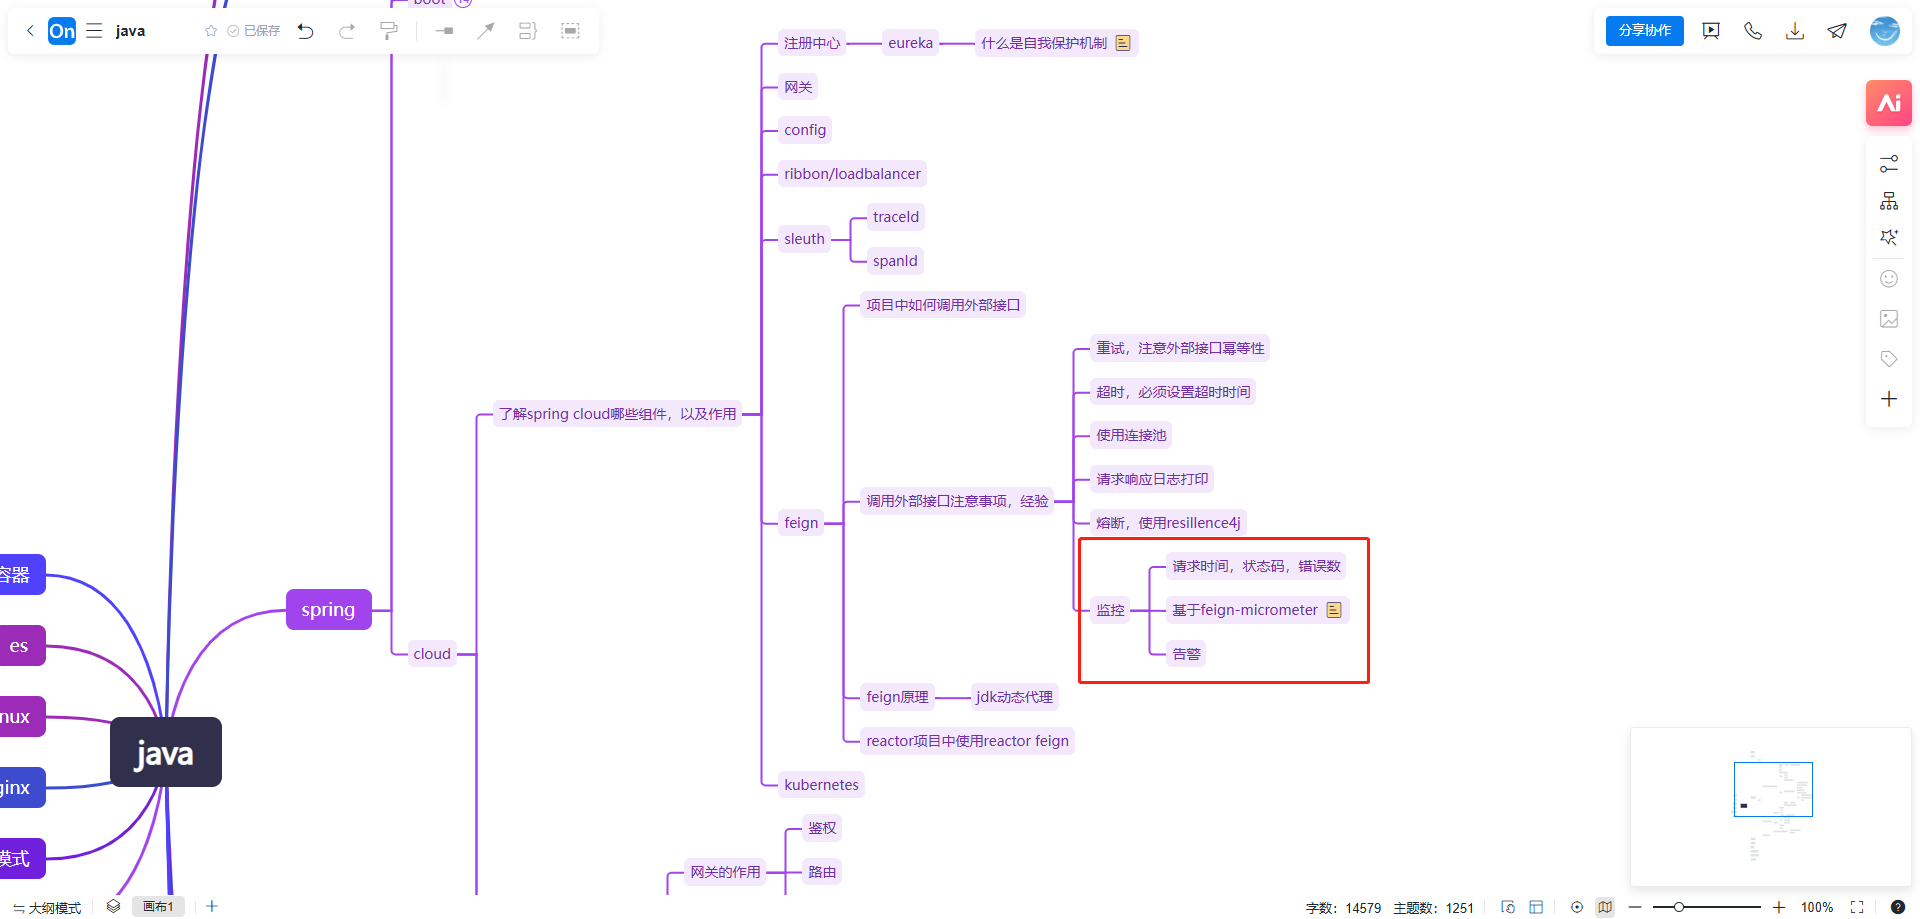 boot
On
java
已保存
分享协作
Ai
注册中心
eureka
什么是自我保护机制
网关
config
ribbon/loadbalancer
sleuth
traceId
spanId
了解spring cloud哪些组件，以及作用
feign
项目中如何调用外部接口
调用外部接口注意事项，经验
重试，注意外部接口幂等性
超时，必须设置超时时间
使用连接池
请求响应日志打印
熔断，使用resillence4j
监控
请求时间，状态码，错误数
基于feign-micrometer
告警
feign原理
jdk动态代理
reactor项目中使用reactor feign
kubernetes
容器
es
nux
ginx
模式
java
spring
cloud
网关的作用
鉴权
路由
大纲模式
画布1
字数：14579
主题数：1251
100%